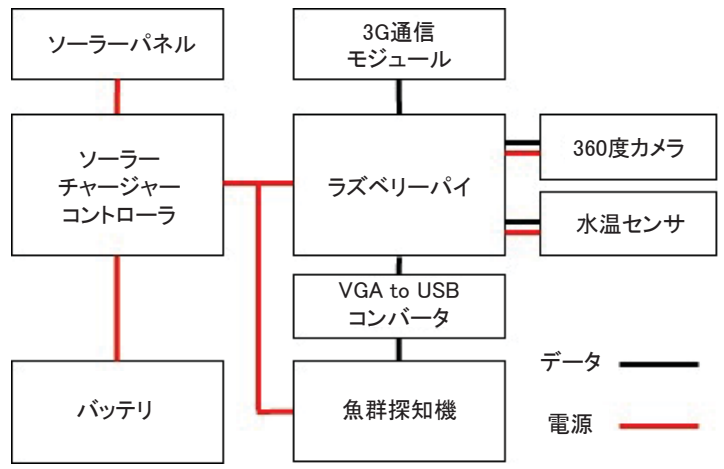 ソーラーパネル
3G通信
モジュール
ソーラー
チャージャー
コントローラ
ラズベリーパイ
360度カメラ
水温センサ
VGA to USB
コンバータ
バッテリ
魚群探知機
データ
電源